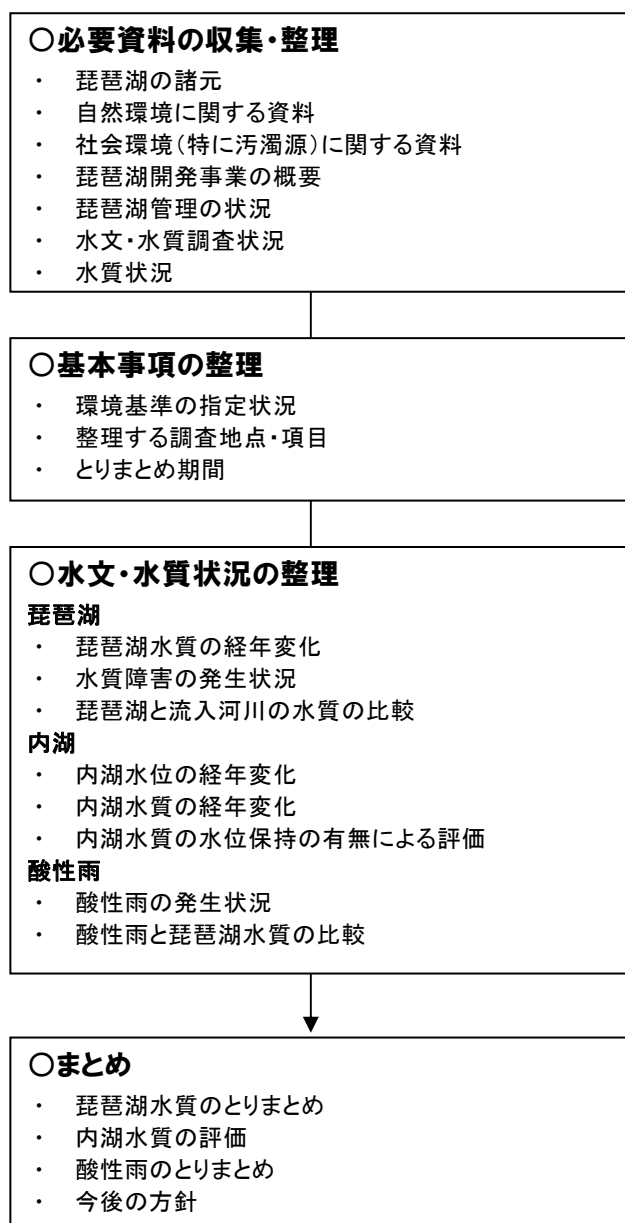 ○必要資料の収集・整理
・ 琵琶湖の諸元
・ 自然環境に関する資料
・ 社会環境（特に汚濁源）に関する資料
・ 琵琶湖開発事業の概要
・ 琵琶湖管理の状況
・ 水文・水質調査状況
・ 水質状況
○基本事項の整理
・ 環境基準の指定状況
・ 整理する調査地点・項目
・ とりまとめ期間
○水文・水質状況の整理
琵琶湖
・ 琵琶湖水質の経年変化
・ 水質障害の発生状況
・ 琵琶湖と流入河川の水質の比較
内湖
・ 内湖水位の経年変化
・ 内湖水質の経年変化
・ 内湖水質の水位保持の有無による評価
酸性雨
・ 酸性雨の発生状況
・ 酸性雨と琵琶湖水質の比較
○まとめ
・ 琵琶湖水質のとりまとめ
・ 内湖水質の評価
・ 酸性雨のとりまとめ
・ 今後の方針